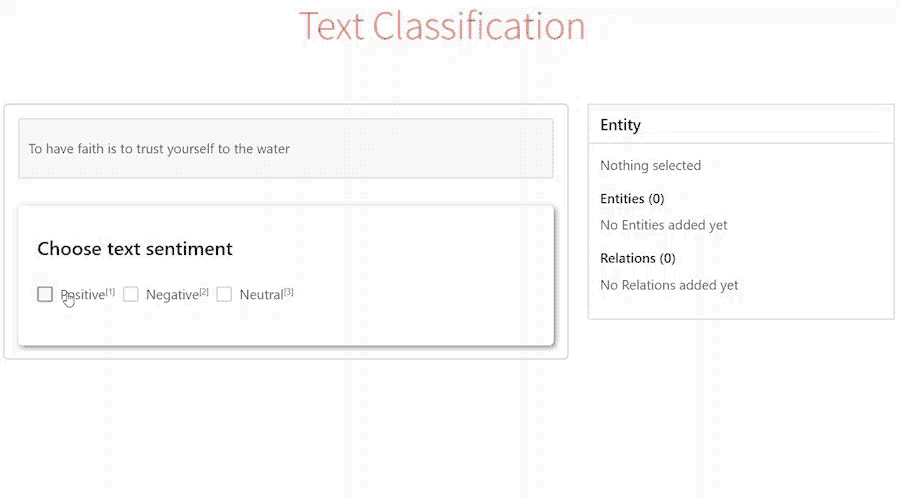 Text Classification
To have faith is to trust yourself to the water
Choose text sentiment
Positive[1] Negative[2] Neutral[3]
Entity
Nothing selected
Entities (0)
No Entities added yet
Relations (0)
No Relations added yet